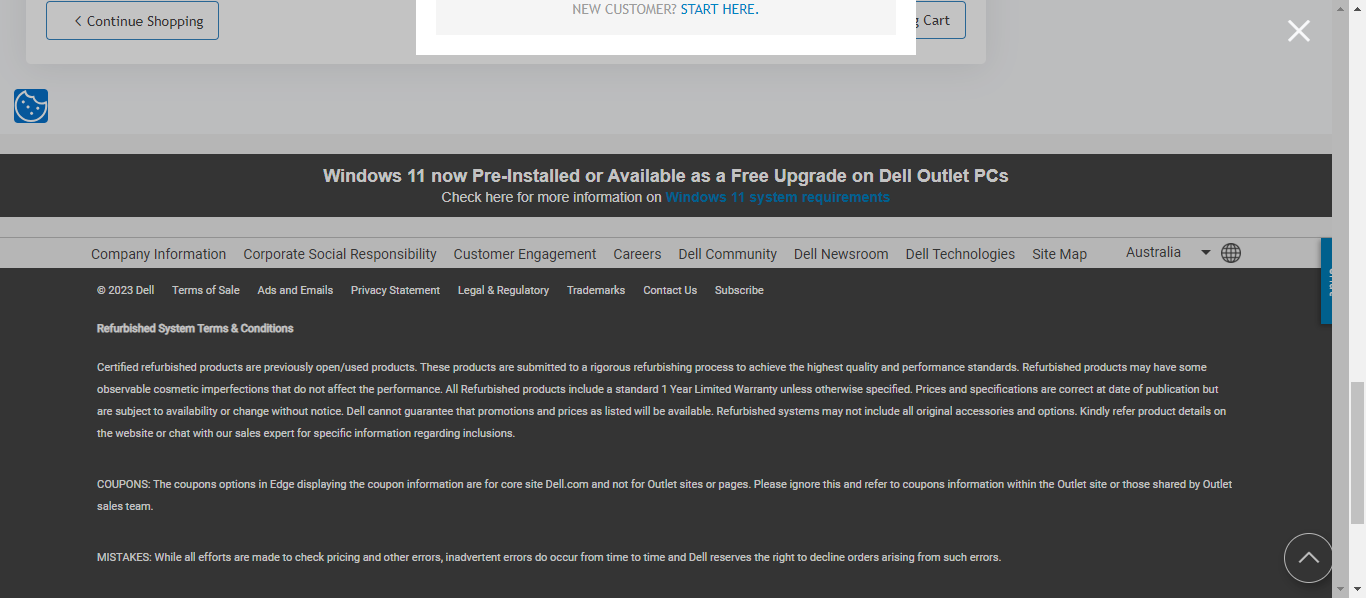 NEW CUSTOMER? START HERE.
Continue Shopping
Cart
Windows 11 now Pre-Installed or Available as a Free Upgrade on Dell Outlet PCs
Check here for more information on Windows 11 system requirements
Company Information Corporate Social Responsibility Customer Engagement Careers Dell Community Dell Newsroom Dell Technologies Site Map Australia
© 2023 Dell Terms of Sale Ads and Emails Privacy Statement Legal & Regulatory Trademarks Contact Us Subscribe
Refurbished System Terms & Conditions
Certified refurbished products are previously open/used products. These products are submitted to a rigorous refurbishing process to achieve the highest quality and performance standards. Refurbished products may have some
observable cosmetic imperfections that do not affect the performance. All Refurbished products include a standard 1 Year Limited Warranty unless otherwise specified. Prices and specifications are correct at date of publication but
are subject to availability or change without notice. Dell cannot guarantee that promotions and prices as listed will be available. Refurbished systems may not include all original accessories and options. Kindly refer product details on
the website or chat with our sales expert for specific information regarding inclusions.
COUPONS: The coupons options in Edge displaying the coupon information are for core site Dell.com and not for Outlet sites or pages. Please ignore this and refer to coupons information within the Outlet site or those shared by Outlet
sales team.
MISTAKES: While all efforts are made to check pricing and other errors, inadvertent errors do occur from time to time and Dell reserves the right to decline orders arising from such errors.